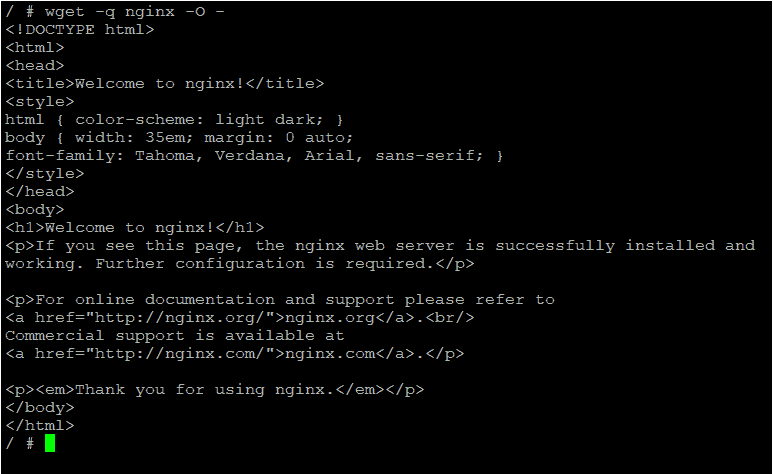 / # wget -q nginx -O -
<!DOCTYPE html>
<html>
<head>
<title>Welcome to nginx!</title>
<style>
html { color-scheme: light dark; }
body { width: 35em; margin: 0 auto;
font-family: Tahoma, Verdana, Arial, sans-serif; }
</style>
</head>
<body>
<h1>Welcome to nginx!</h1>
<p>If you see this page, the nginx web server is successfully installed and
working. Further configuration is required.</p>

<p>For online documentation and support please refer to
<a href="http://nginx.org/">nginx.org</a>.<br/>
Commercial support is available at
<a href="http://nginx.com/">nginx.com</a>.</p>

<p><em>Thank you for using nginx.</em></p>
</body>
</html>
/ #